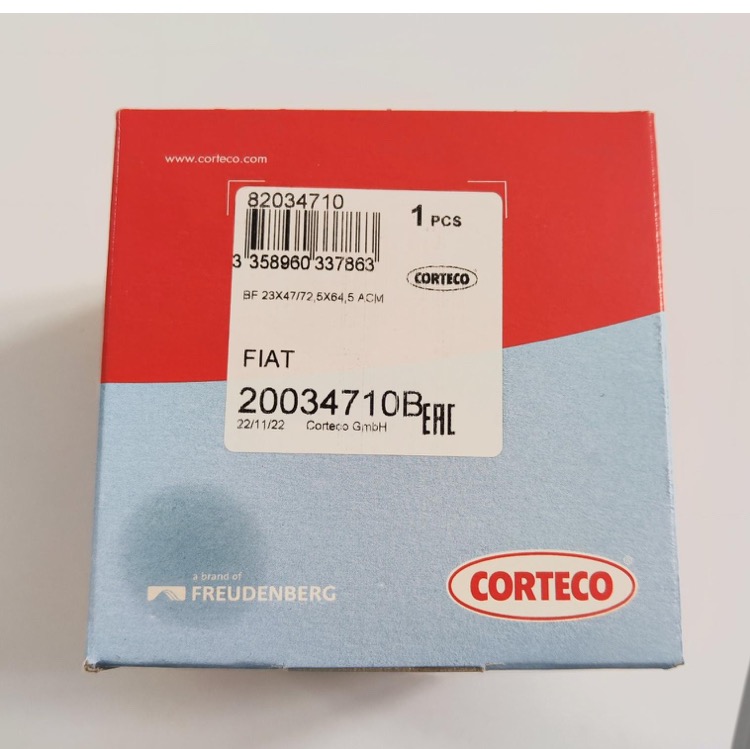 www.corteco.com
82034710
1 PCS
3 358960 337863
CORTECO
BF 23X47/72,5X64,5 ACM
FIAT
20034710B
EAC
22/11/22 Corteco GmbH
a brand of
FREUDENBERG
CORTECO®